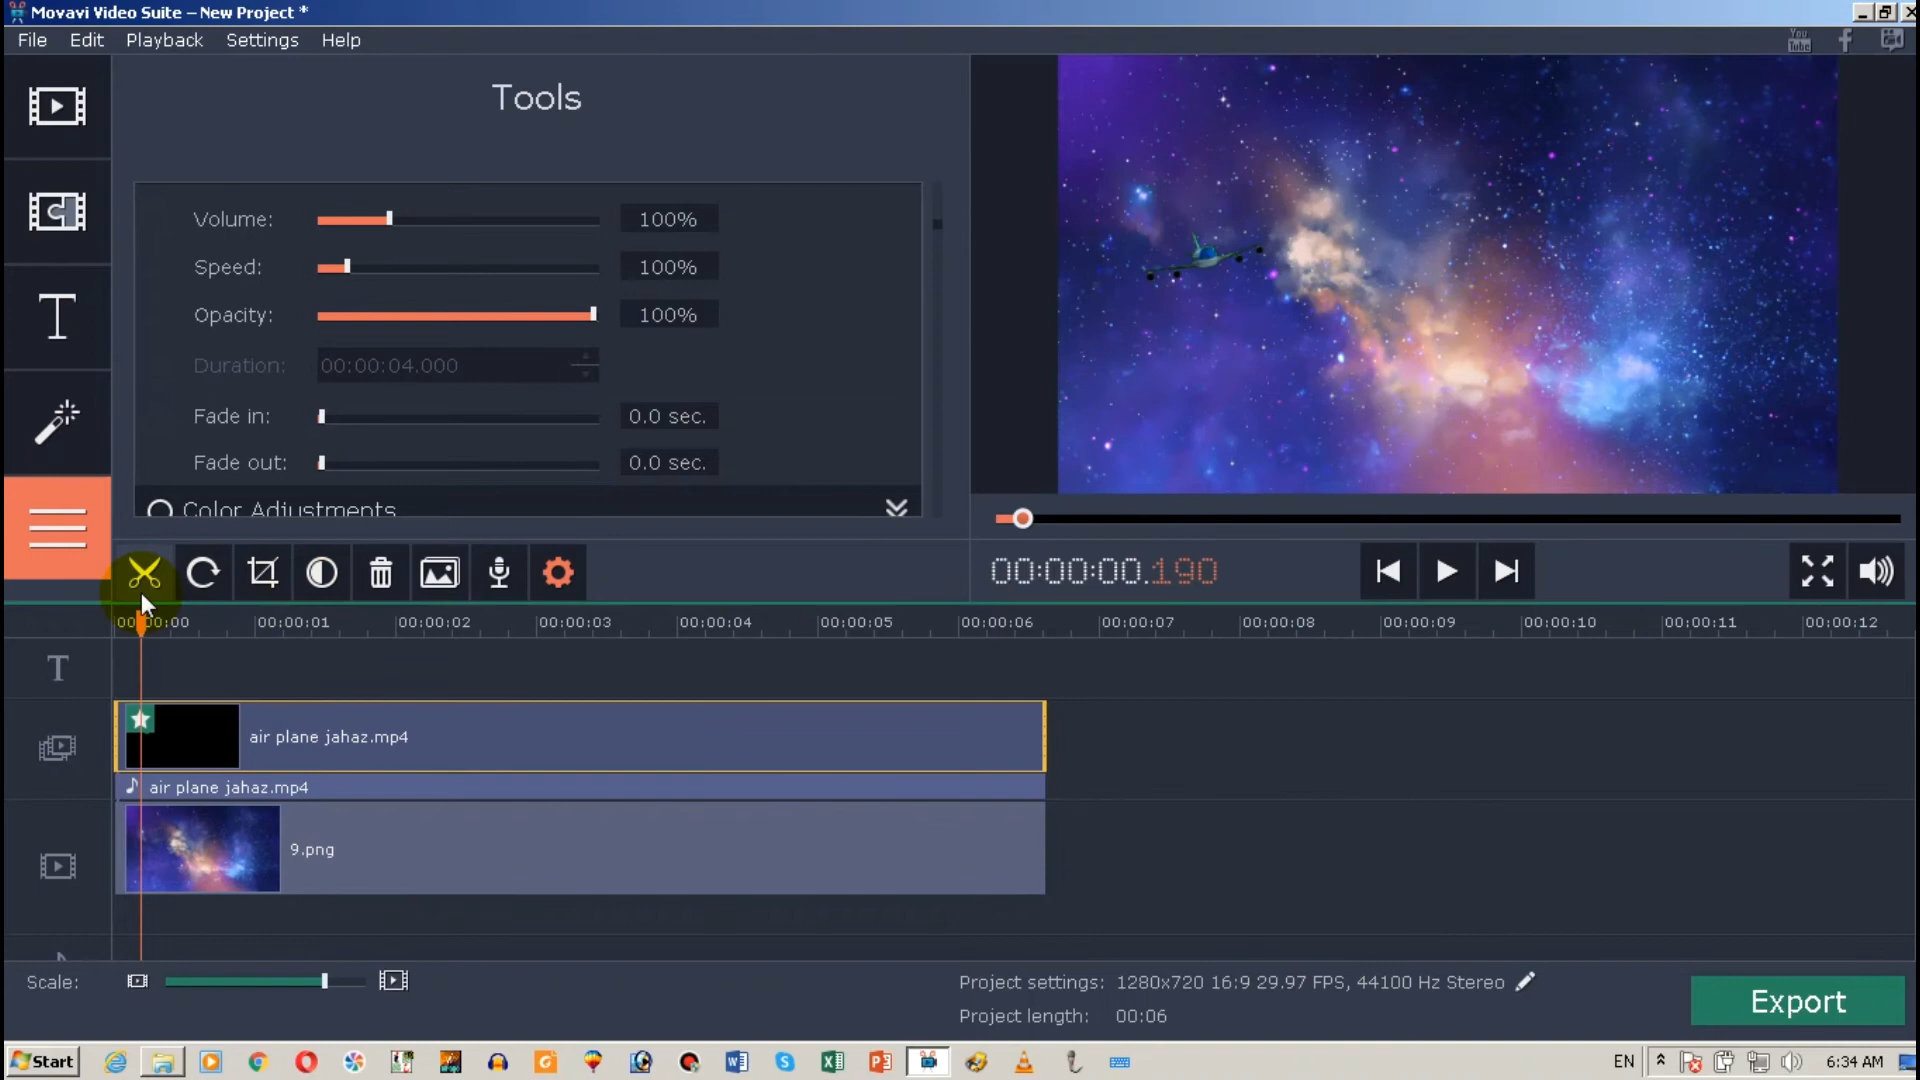 Movavi Video Suite – New Project *
File Edit Playback Settings Help
You Tube
Tools
Volume: 100%
Speed: 100%
Opacity: 100%
Duration: 00:00:04.000
Fade in: 0.0 sec.
Fade out: 0.0 sec.
Color Adjustments
00:00:00.190
00:00:00 00:00:01 00:00:02 00:00:03 00:00:04 00:00:05 00:00:06 00:00:07 00:00:08 00:00:09 00:00:10 00:00:11 00:00:12
T
air plane jahaz.mp4
air plane jahaz.mp4
9.png
Scale:
Project settings: 1280x720 16:9 29.97 FPS, 44100 Hz Stereo
Project length: 00:06
Export
Start
EN
6:34 AM